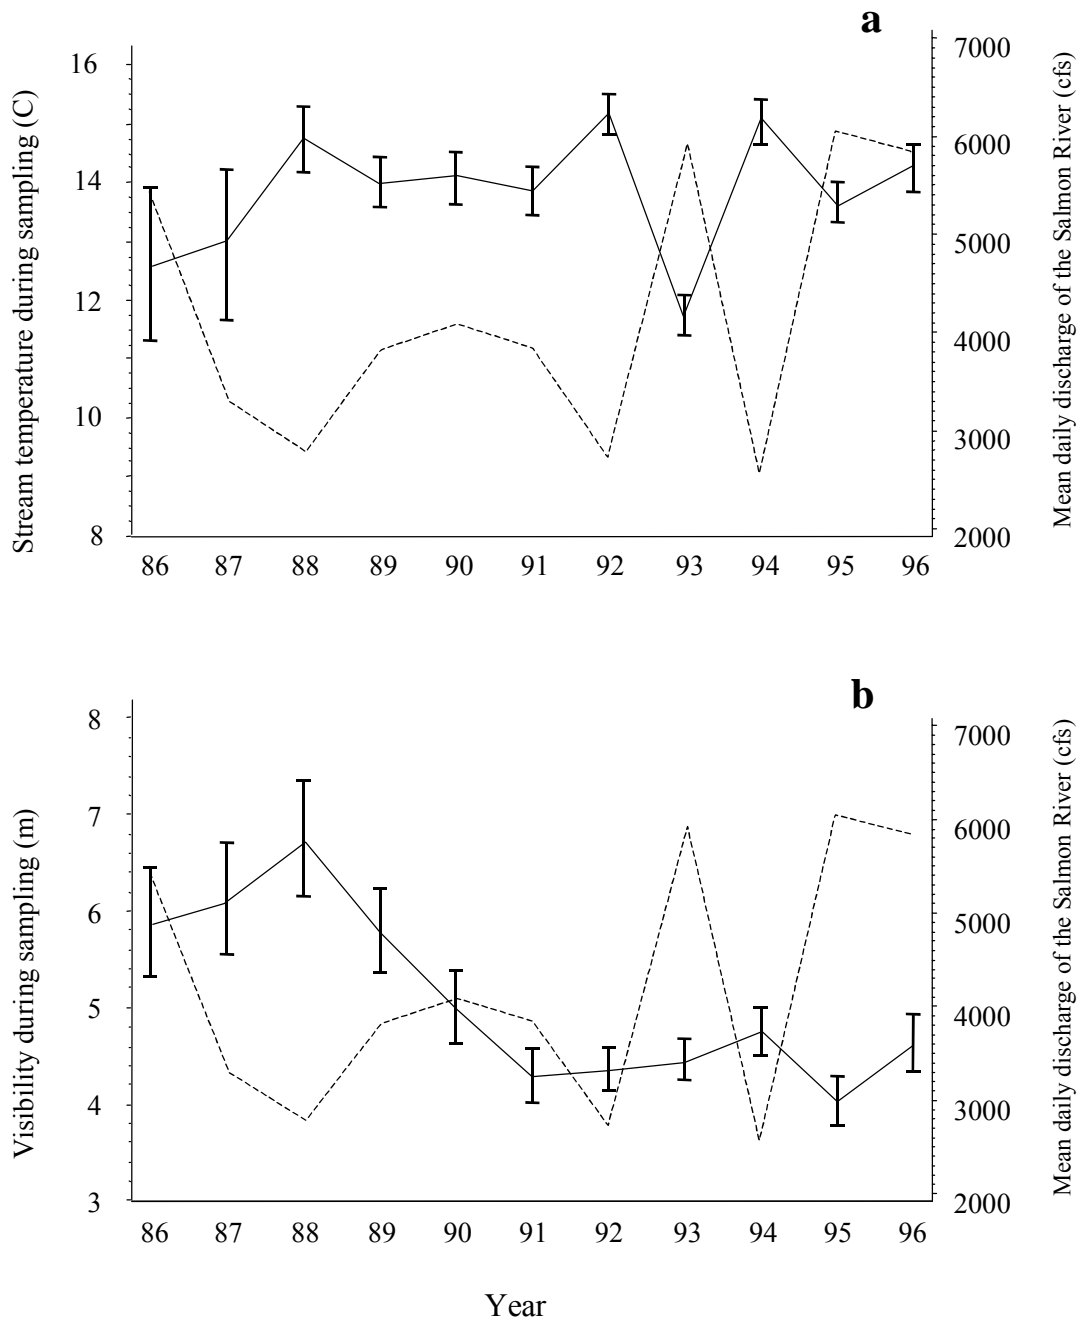 a
Stream temperature during sampling (C)
16
14
12
10
8
7000
6000
5000
4000
3000
2000
Mean daily discharge of the Salmon River (cfs)
86 87 88 89 90 91 92 93 94 95 96
b
Visibility during sampling (m)
8
7
6
5
4
3
7000
6000
5000
4000
3000
2000
Mean daily discharge of the Salmon River (cfs)
86 87 88 89 90 91 92 93 94 95 96
Year